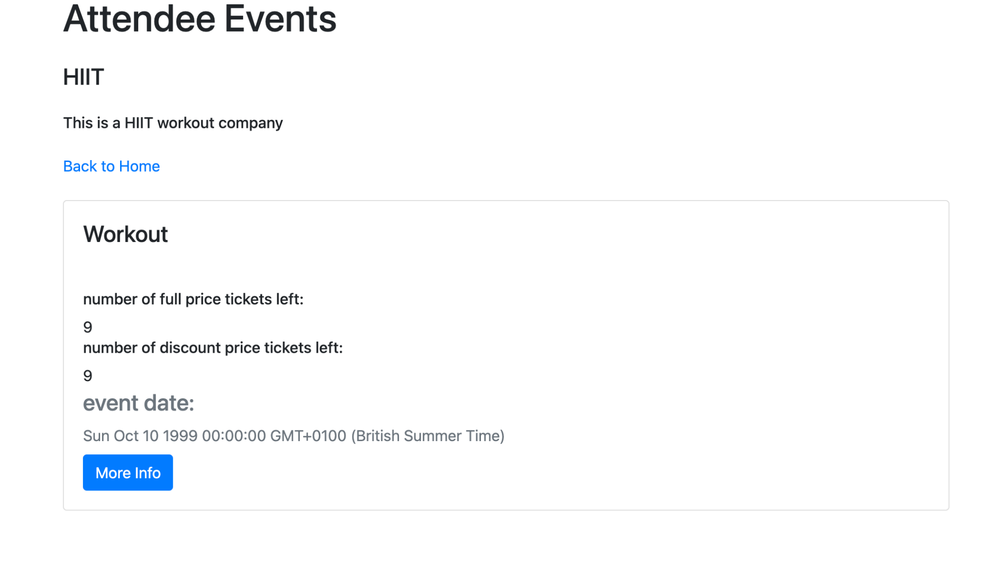 Attendee Events
HIIT
This is a HIIT workout company
Back to Home
Workout
number of full price tickets left:
9
number of discount price tickets left:
9
event date:
Sun Oct 10 1999 00:00:00 GMT+0100 (British Summer Time)
More Info